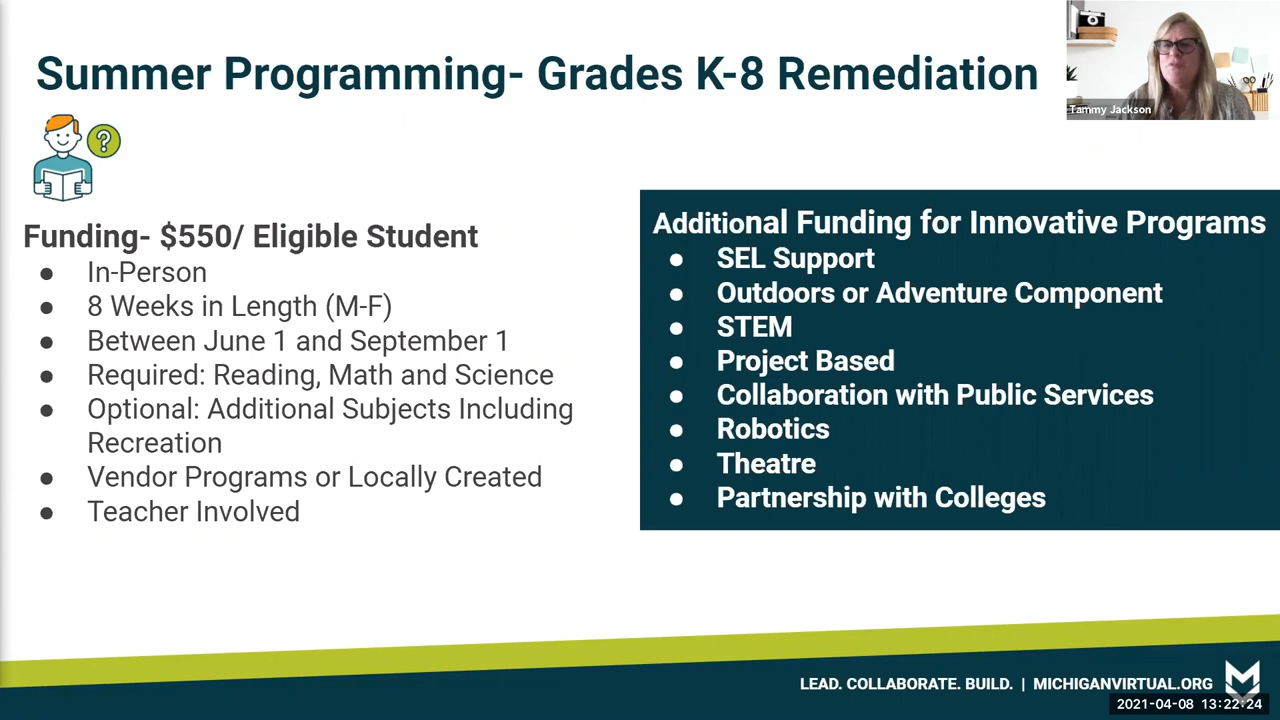 Summer Programming- Grades K-8 Remediation
Tammy Jackson
?
Funding- $550/ Eligible Student
● In-Person
● 8 Weeks in Length (M-F)
● Between June 1 and September 1
● Required: Reading, Math and Science
● Optional: Additional Subjects Including
Recreation
● Vendor Programs or Locally Created
● Teacher Involved
Additional Funding for Innovative Programs
● SEL Support
● Outdoors or Adventure Component
● STEM
● Project Based
● Collaboration with Public Services
● Robotics
● Theatre
● Partnership with Colleges
LEAD. COLLABORATE. BUILD. | MICHIGANVIRTUAL.ORG
2021-04-08 13:22:24